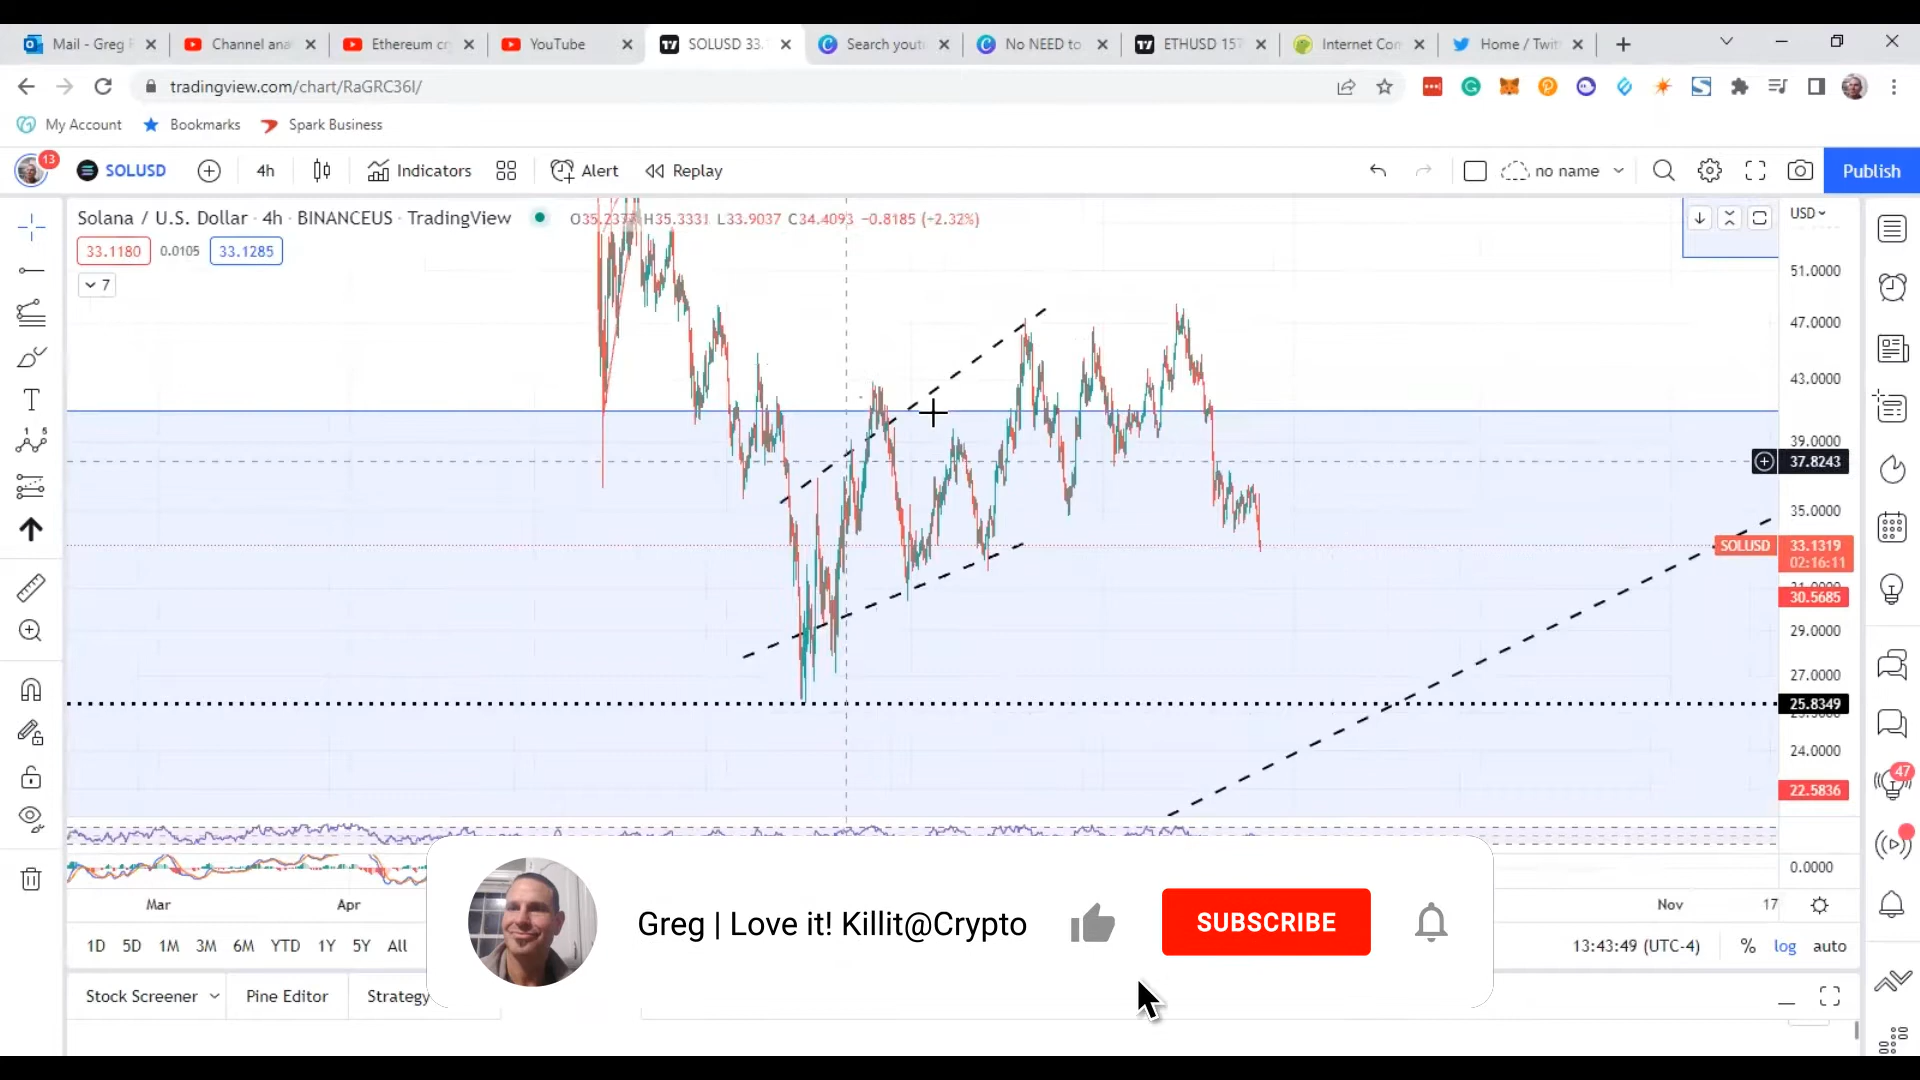 Mail - Greg
Channel ana
Ethereum cr
YouTube
SOLUSD 33.
Search yout
No NEED to
ETHUSD 157
Internet Con
Home / Twit
tradingview.com/chart/RaGRC36I/
My Account
Bookmarks
Spark Business
13
SOLUSD
4h
Indicators
Alert
Replay
no name
Publish
Solana / U.S. Dollar · 4h · BINANCEUS · TradingView
O35.2377 H35.3331 L33.9037 C34.4093 −0.8185 (−2.32%)
USD
33.1180
0.0105
33.1285
7
51.0000
47.0000
43.0000
39.0000
37.8243
35.0000
SOLUSD
33.1319
02:16:11
31.0000
30.5685
29.0000
27.0000
25.8349
24.0000
22.5836
47
0.0000
Mar
Apr
Nov
17
1D 5D 1M 3M 6M YTD 1Y 5Y All
13:43:49 (UTC-4)
%
log
auto
Greg | Love it! Killit@Crypto
SUBSCRIBE
Stock Screener
Pine Editor
Strategy